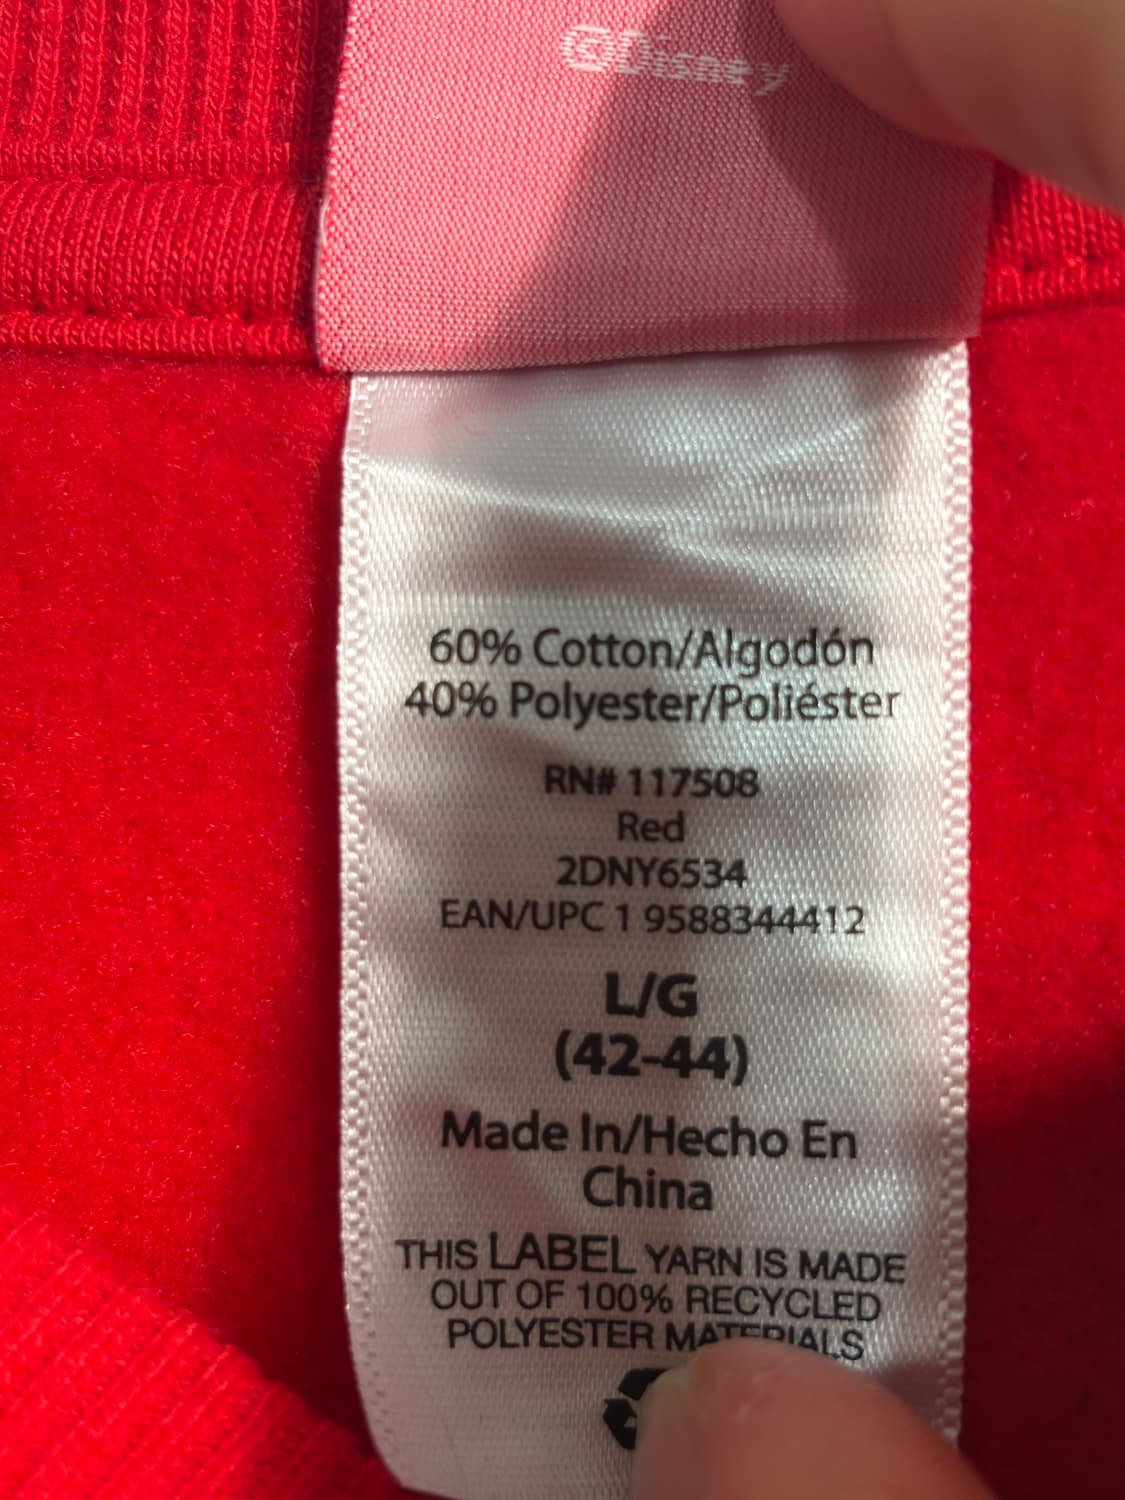 ©Disney
60% Cotton/Algodón
40% Polyester/Poliéster
RN# 117508
Red
2DNY6534
EAN/UPC 1 9588344412
L/G
(42-44)
Made In/Hecho En
China
THIS LABEL YARN IS MADE
OUT OF 100% RECYCLED
POLYESTER MATERIALS